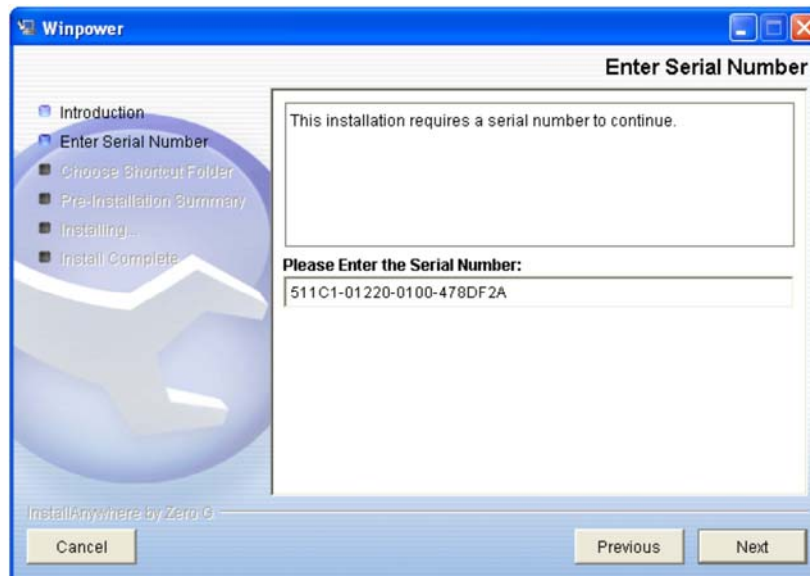 Winpower
Enter Serial Number
Introduction
Enter Serial Number
Choose Shortcut Folder
Pre-Installation Summary
Installing...
Install Complete
This installation requires a serial number to continue.
Please Enter the Serial Number:
511C1-01220-0100-478DF2A
InstallAnywhere by Zero G
Cancel
Previous
Next